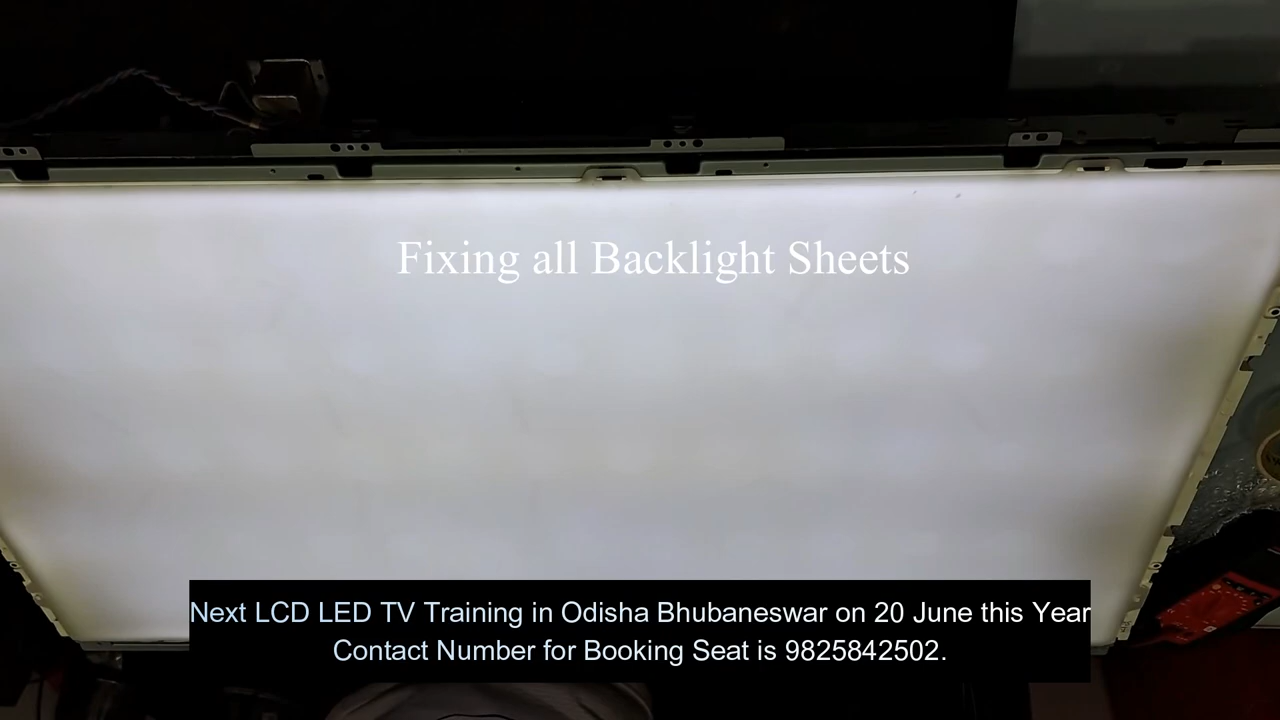 Fixing all Backlight Sheets
Next LCD LED TV Training in Odisha Bhubaneswar on 20 June this Year
Contact Number for Booking Seat is 9825842502.